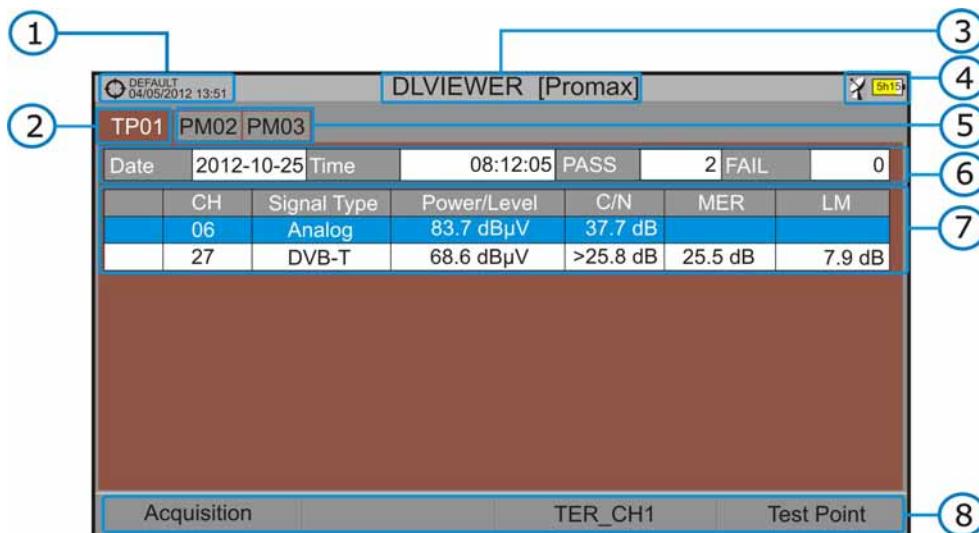 1
3
DEFAULT
04/05/2012 13:51
DLVIEWER [Promax]
5h15
4
2
TP01 PM02 PM03
5
Date 2012-10-25 Time 08:12:05 PASS 2 FAIL 0
6
CH Signal Type Power/Level C/N MER LM
7
06 Analog 83.7 dBµV 37.7 dB
27 DVB-T 68.6 dBµV >25.8 dB 25.5 dB 7.9 dB
Acquisition TER_CH1 Test Point
8